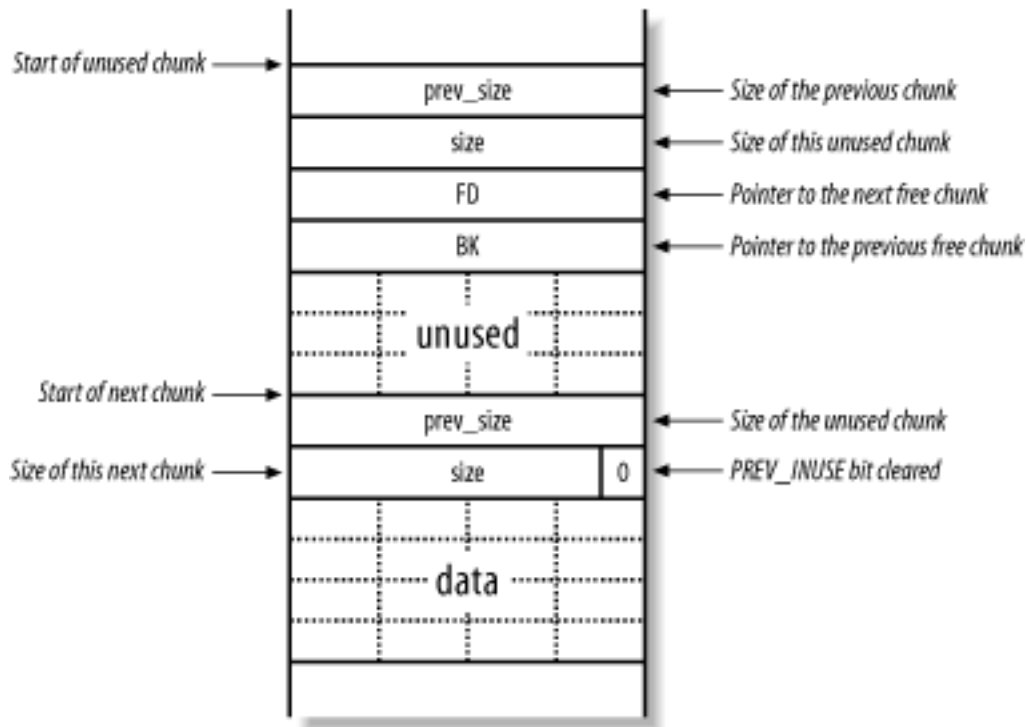 Start of unused chunk
prev_size
Size of the previous chunk
size
Size of this unused chunk
FD
Pointer to the next free chunk
BK
Pointer to the previous free chunk
unused
Start of next chunk
prev_size
Size of the unused chunk
Size of this next chunk
size
0
PREV_INUSE bit cleared
data